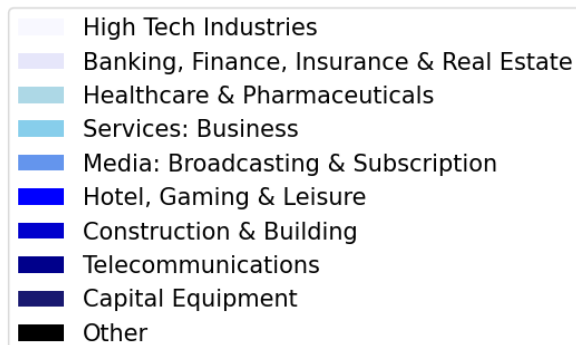 High Tech Industries
Banking, Finance, Insurance & Real Estate
Healthcare & Pharmaceuticals
Services: Business
Media: Broadcasting & Subscription
Hotel, Gaming & Leisure
Construction & Building
Telecommunications
Capital Equipment
Other